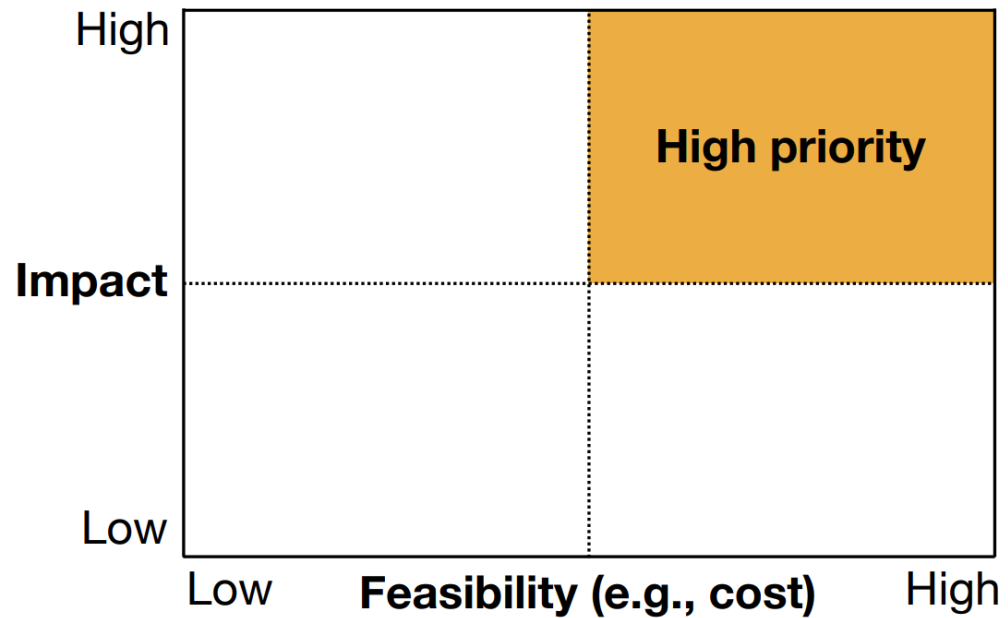 High
High priority
Impact
Low
Low
Feasibility (e.g., cost)
High